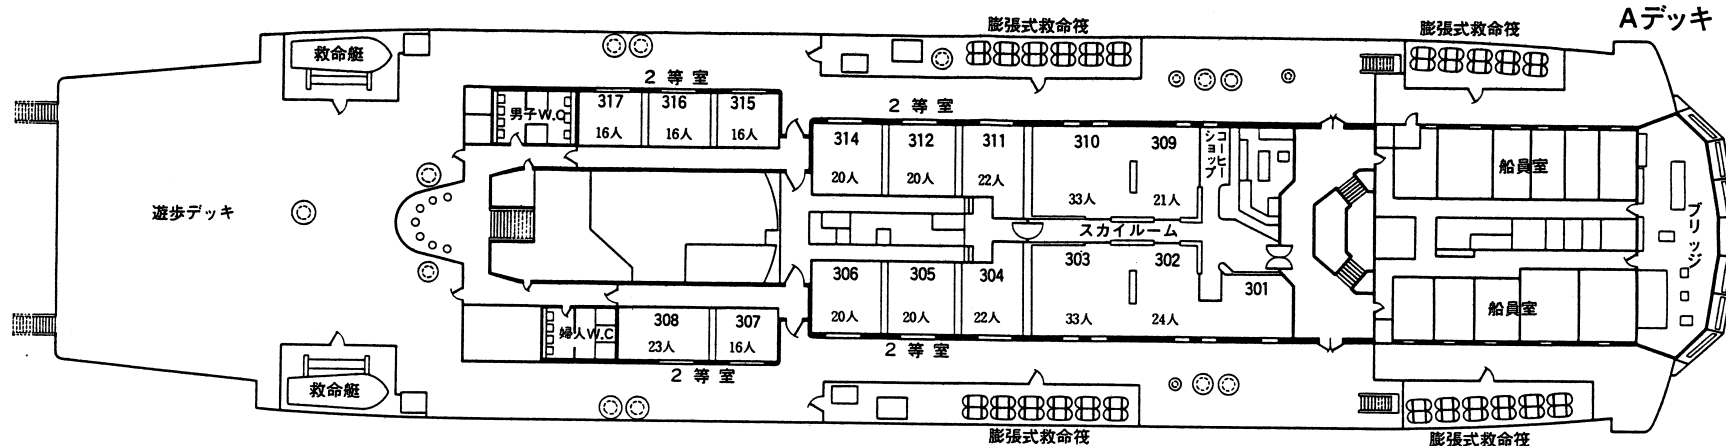 Aデッキ
膨張式救命筏
膨張式救命筏
救命艇
2等室
男子W.C
317
316
315
16人
16人
16人
2等室
314
312
311
310
309
20人
20人
22人
33人
21人
コーヒーショップ
船員室
遊歩デッキ
スカイルーム
ブリッジ
306
305
304
303
302
301
20人
20人
22人
33人
24人
船員室
婦人W.C
308
307
23人
16人
2等室
2等室
救命艇
膨張式救命筏
膨張式救命筏